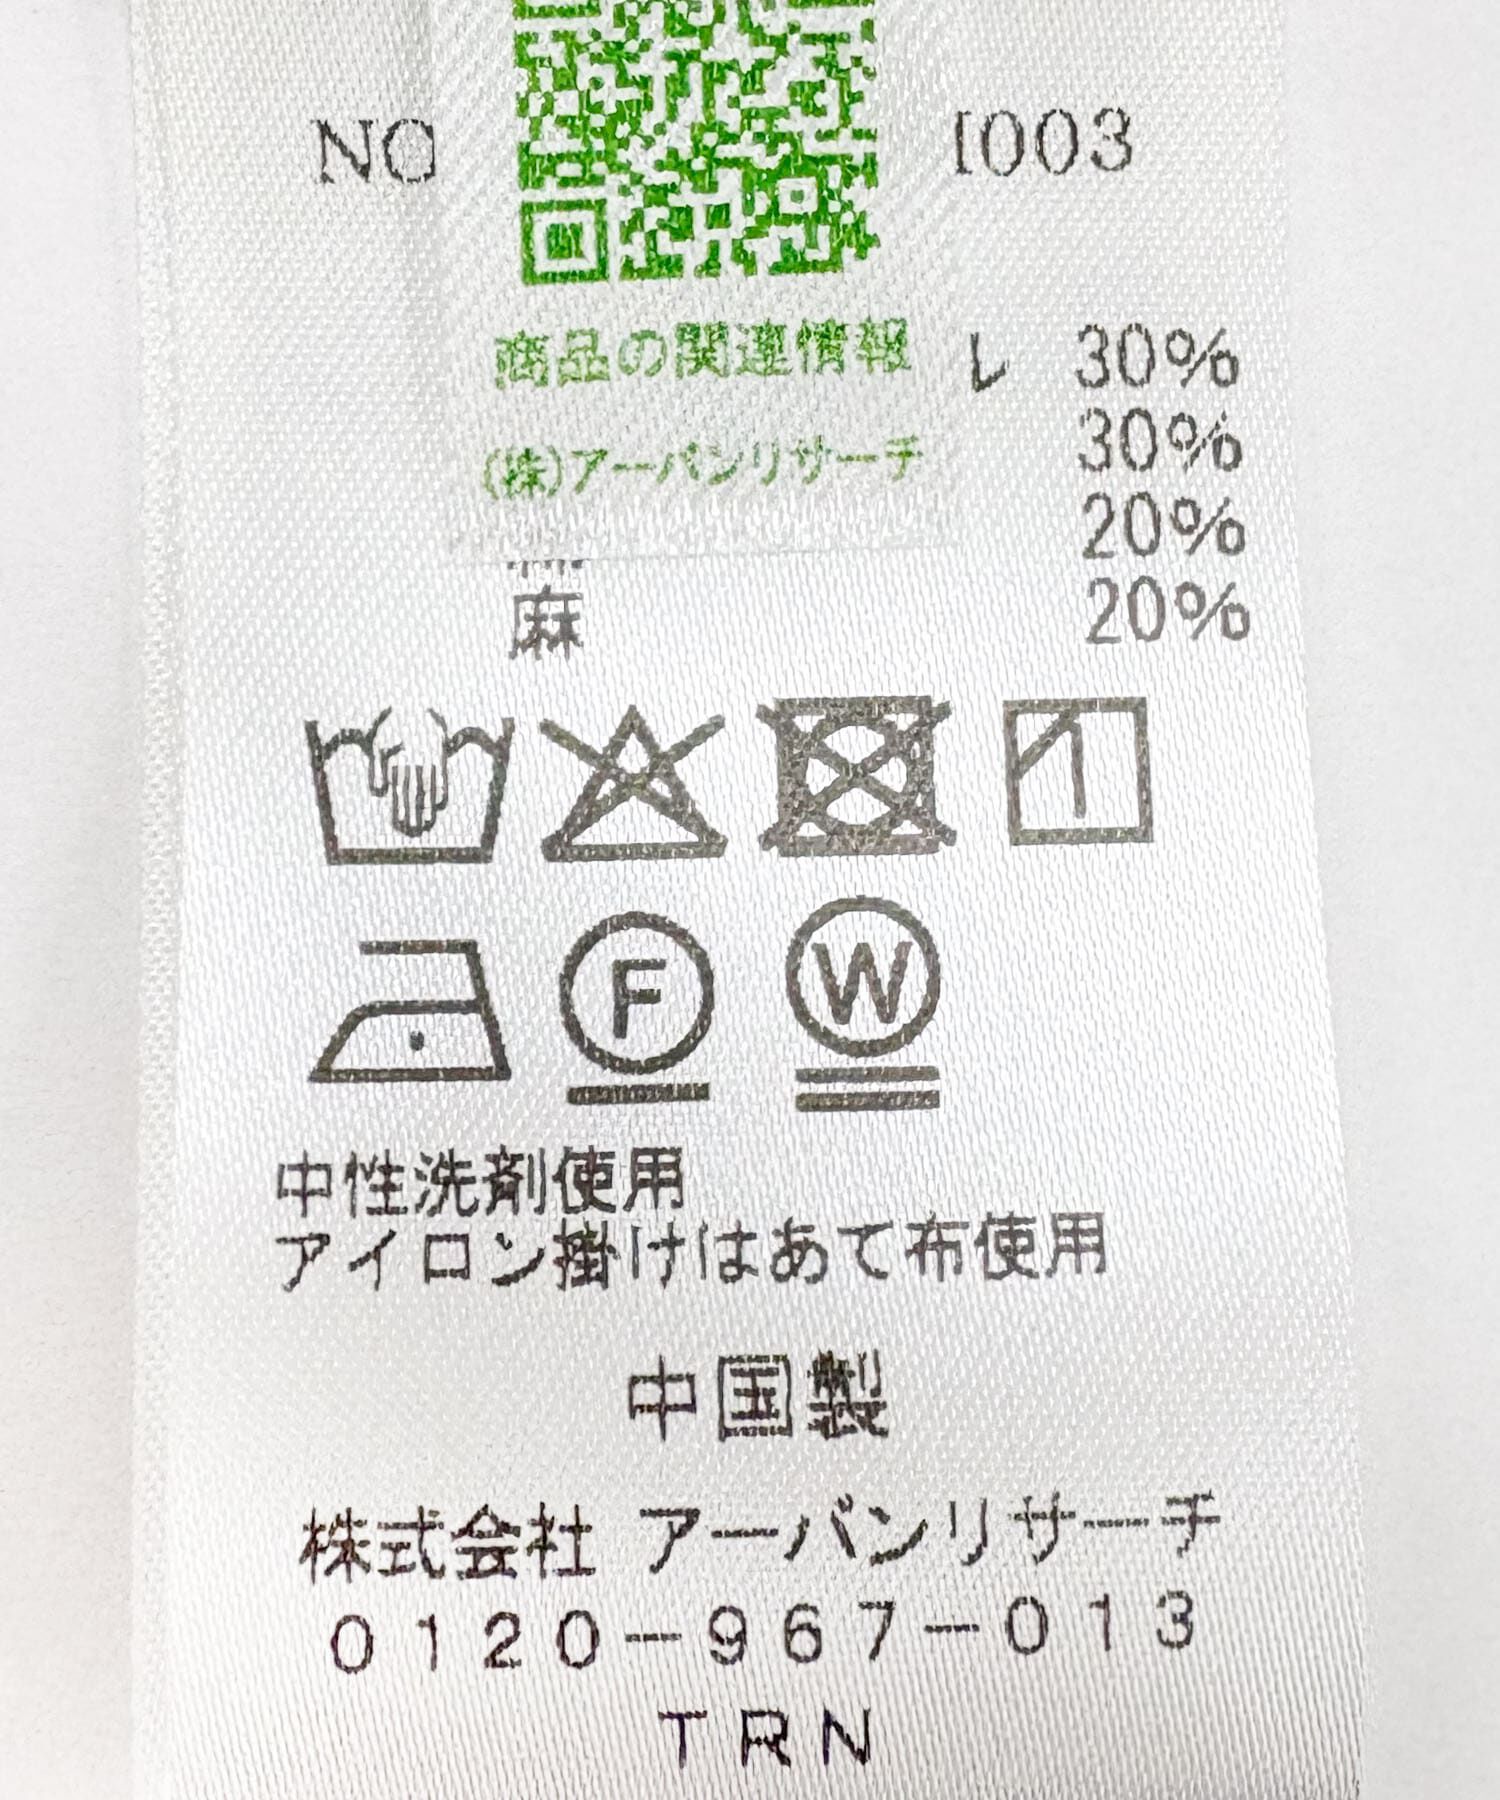 NO 1003
商品の関連情報
ル 30%
(株)アーバンリサーチ
30%
20%
麻 20%
F
W
中性洗剤使用
アイロン掛けはあて布使用
中国製
株式会社 アーバンリサーチ
0120-967-013
TRN